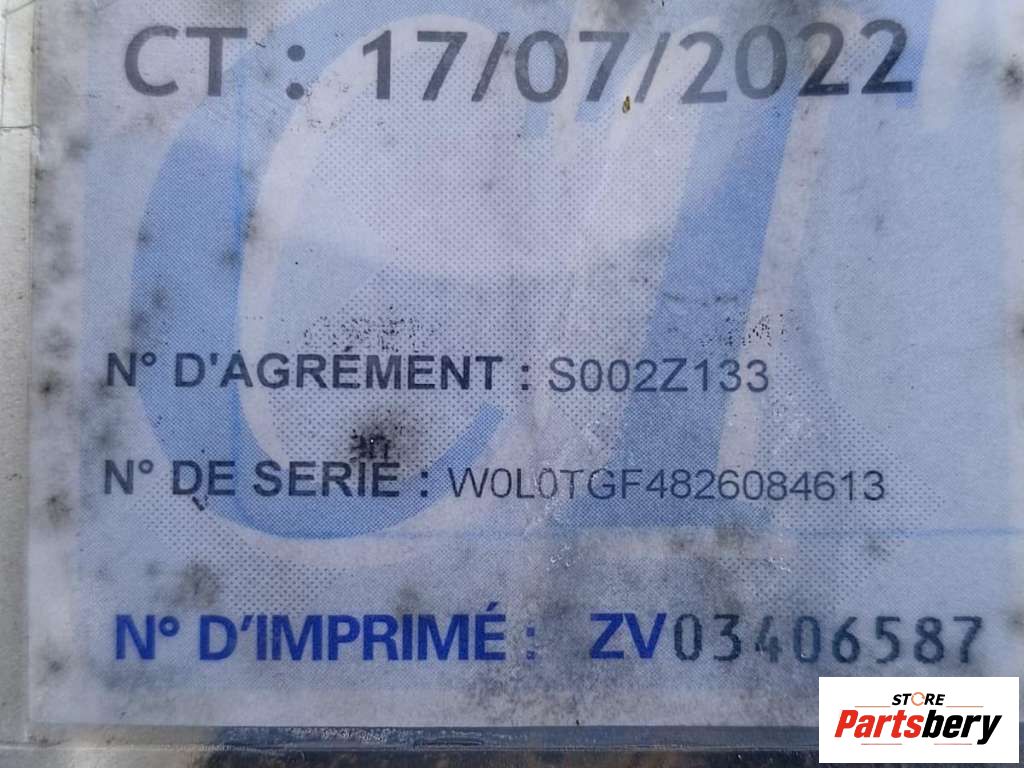 CT : 17/07/2022
N° D'AGRÉMENT : S002Z133
N° DE SERIE : W0L0TGF4826084613
N° D'IMPRIMÉ : ZV03406587
STORE
Partsbery